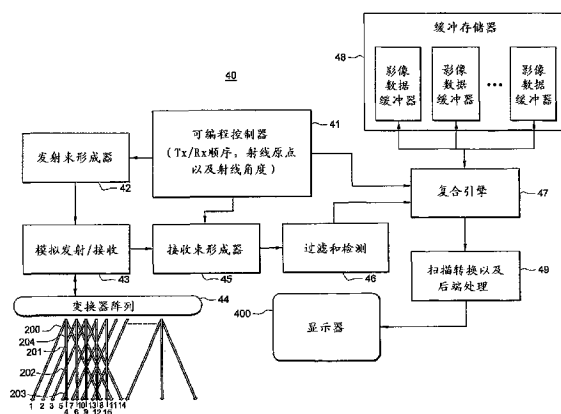 缓冲存储器
48
影像
数据
缓冲器
影像
数据
缓冲器
...
影像
数据
缓冲器
40
41
可编程控制器
(Tx/Rx顺序：射线原点
以及射线角度)
发射束形成器
42
复合引擎
47
模拟发射/接收
43
接收束形成器
45
过滤和检测
46
扫描转换以及
后端处理
49
变换器阵列
44
400
显示器
200
204
201
202
203
1 2 3 5 7 10 9 13 8 11 14
4 6 12 15